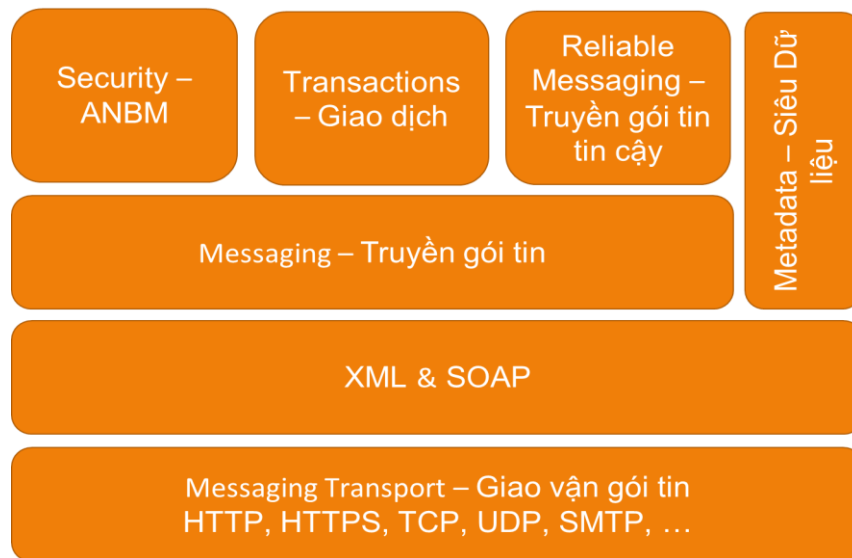 Security –
ANBM
Transactions
– Giao dịch
Reliable
Messaging –
Truyền gói tin
tin cậy
Metadata – Siêu Dữ
liệu
Messaging – Truyền gói tin
XML & SOAP
Messaging Transport – Giao vận gói tin
HTTP, HTTPS, TCP, UDP, SMTP, …